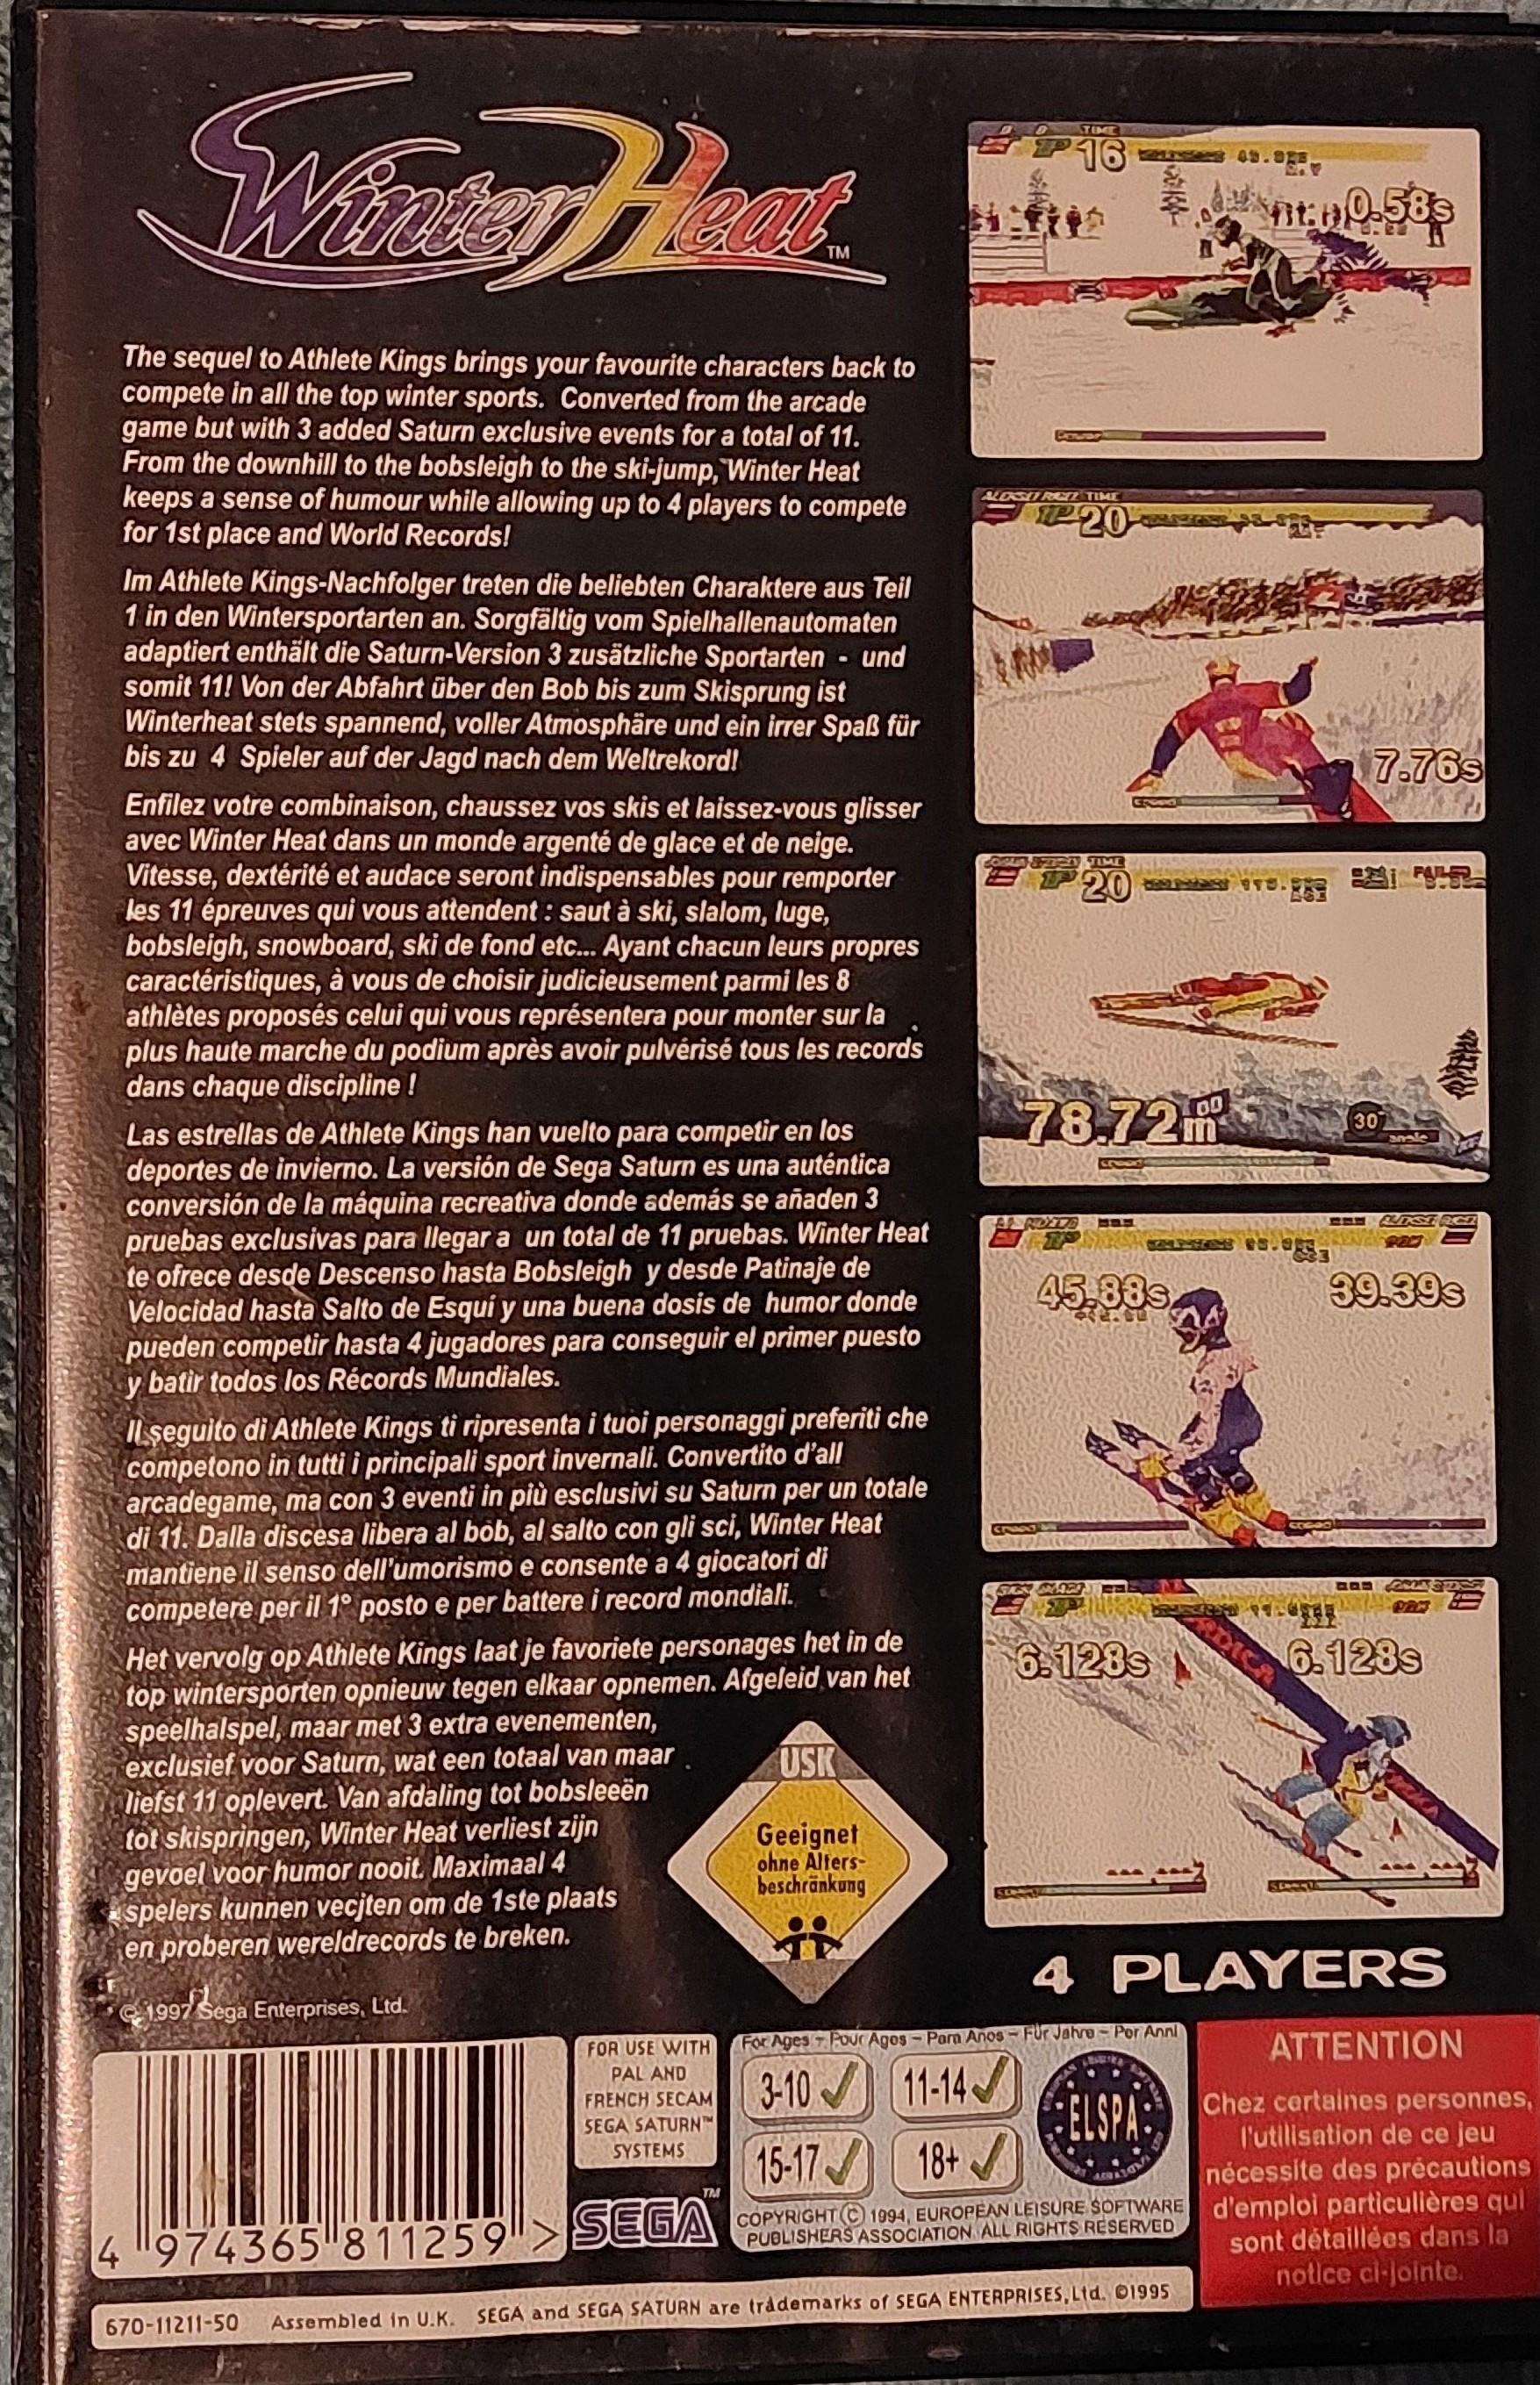 Winter Heat™
The sequel to Athlete Kings brings your favourite characters back to
compete in all the top winter sports. Converted from the arcade
game but with 3 added Saturn exclusive events for a total of 11.
From the downhill to the bobsleigh to the ski-jump, Winter Heat
keeps a sense of humour while allowing up to 4 players to compete
for 1st place and World Records!
Im Athlete Kings-Nachfolger treten die beliebten Charaktere aus Teil
1 in den Wintersportarten an. Sorgfältig vom Spielhallenautomaten
adaptiert enthält die Saturn-Version 3 zusätzliche Sportarten - und
somit 11! Von der Abfahrt über den Bob bis zum Skisprung ist
Winterheat stets spannend, voller Atmosphäre und ein irrer Spaß für
bis zu 4 Spieler auf der Jagd nach dem Weltrekord!
Enfilez votre combinaison, chaussez vos skis et laissez-vous glisser
avec Winter Heat dans un monde argenté de glace et de neige.
Vitesse, dextérité et audace seront indispensables pour remporter
les 11 épreuves qui vous attendent : saut à ski, slalom, luge,
bobsleigh, snowboard, ski de fond etc... Ayant chacun leurs propres
caractéristiques, à vous de choisir judicieusement parmi les 8
athlètes proposés celui qui vous représentera pour monter sur la
plus haute marche du podium après avoir pulvérisé tous les records
dans chaque discipline !
Las estrellas de Athlete Kings han vuelto para competir en los
deportes de invierno. La versión de Sega Saturn es una auténtica
conversión de la máquina recreativa donde además se añaden 3
pruebas exclusivas para llegar a un total de 11 pruebas. Winter Heat
te ofrece desde Descenso hasta Bobsleigh y desde Patinaje de
Velocidad hasta Salto de Esquí y una buena dosis de humor donde
pueden competir hasta 4 jugadores para conseguir el primer puesto
y batir todos los Récords Mundiales.
Il seguito di Athlete Kings ti ripresenta i tuoi personaggi preferiti che
competono in tutti i principali sport invernali. Convertito d'all
arcadegame, ma con 3 eventi in più esclusivi su Saturn per un totale
di 11. Dalla discesa libera al bob, al salto con gli sci, Winter Heat
mantiene il senso dell'umorismo e consente a 4 giocatori di
competere per il 1° posto e per battere i record mondiali.
Het vervolg op Athlete Kings laat je favoriete personages het in de
top wintersporten opnieuw tegen elkaar opnemen. Afgeleid van het
speelhalspel, maar met 3 extra evenementen,
exclusief voor Saturn, wat een totaal van maar
liefst 11 oplevert. Van afdaling tot bobsleeën
tot skispringen, Winter Heat verliest zijn
gevoel voor humor nooit. Maximaal 4
spelers kunnen vecjten om de 1ste plaats
en proberen wereldrecords te breken.
© 1997 Sega Enterprises, Ltd.
USK
Geeignet
ohne Alters-
beschränkung
TIME
1P 16
0.58s
TIME
1P 20
7.76s
TIME
1P 20
FAILED
78.72m
30°
angle
1P
45.88s
39.39s
1P
6.128s
6.128s
4 PLAYERS
4 974365 811259 >
FOR USE WITH
PAL AND
FRENCH SECAM
SEGA SATURN™
SYSTEMS
SEGA™
For Ages – Pour Ages – Para Anos – Für Jahre – Per Anni
3-10
11-14
15-17
18+
ELSPA
COPYRIGHT © 1994, EUROPEAN LEISURE SOFTWARE
PUBLISHERS ASSOCIATION ALL RIGHTS RESERVED
ATTENTION
Chez certaines personnes,
l'utilisation de ce jeu
nécessite des précautions
d'emploi particulières qui
sont détaillées dans la
notice ci-jointe.
670-11211-50 Assembled in U.K. SEGA and SEGA SATURN are trademarks of SEGA ENTERPRISES, Ltd. ©1995